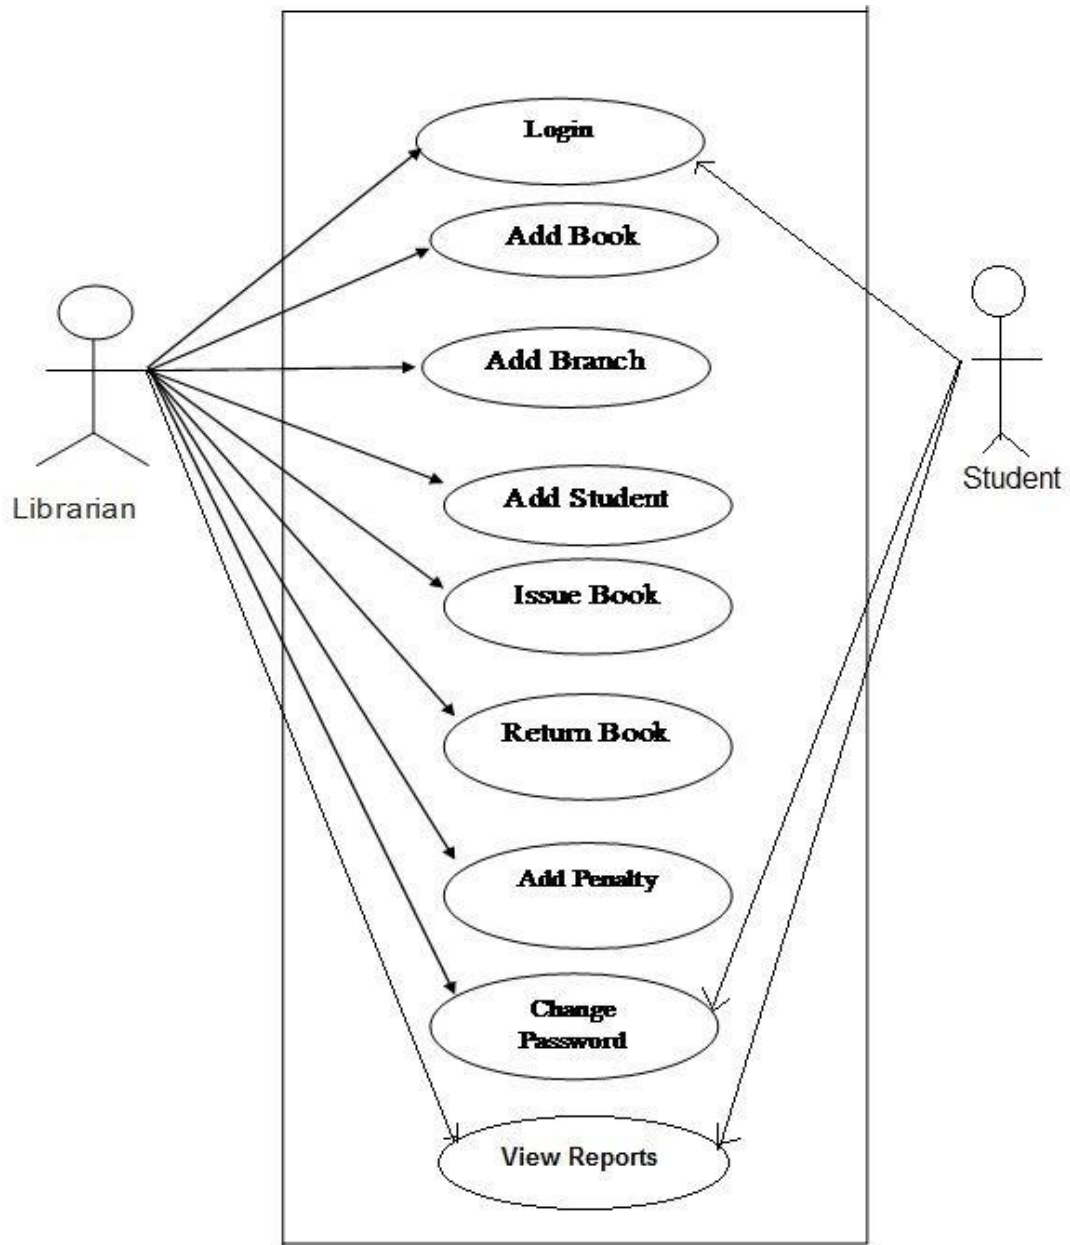 Login
Add Book
Add Branch
Add Student
Librarian
Student
Issue Book
Return Book
Add Penalty
Change
Password
View Reports